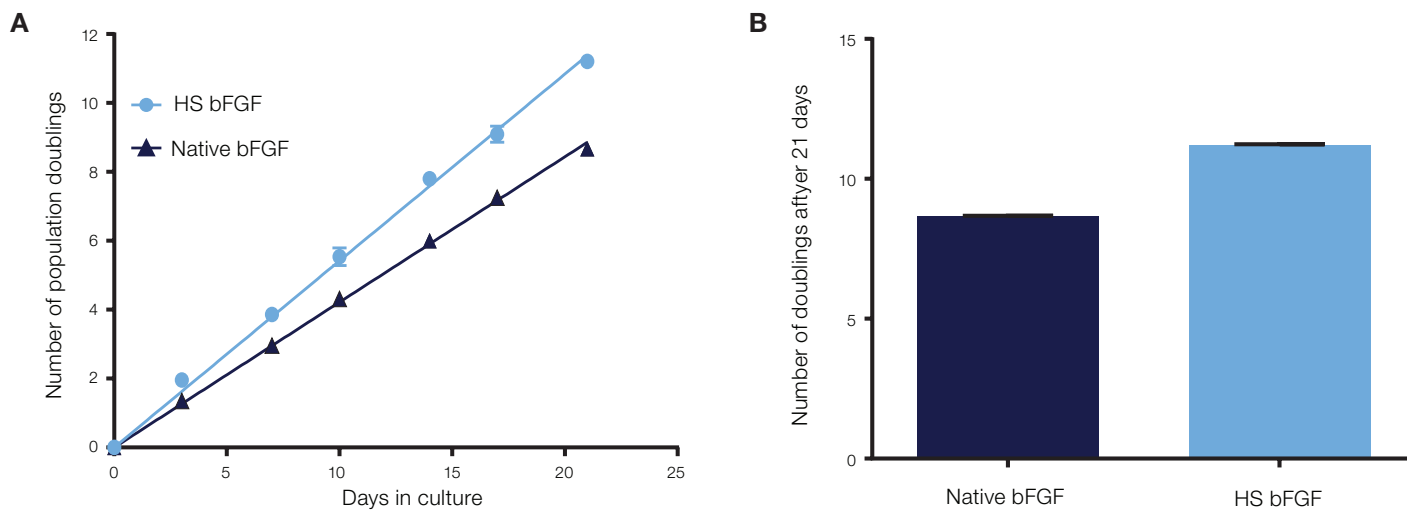 A
Number of population doublings
12
10
8
6
4
2
0
HS bFGF
Native bFGF
0
5
10
15
20
25
Days in culture
B
Number of doublings aftyer 21 days
15
10
5
0
Native bFGF
HS bFGF